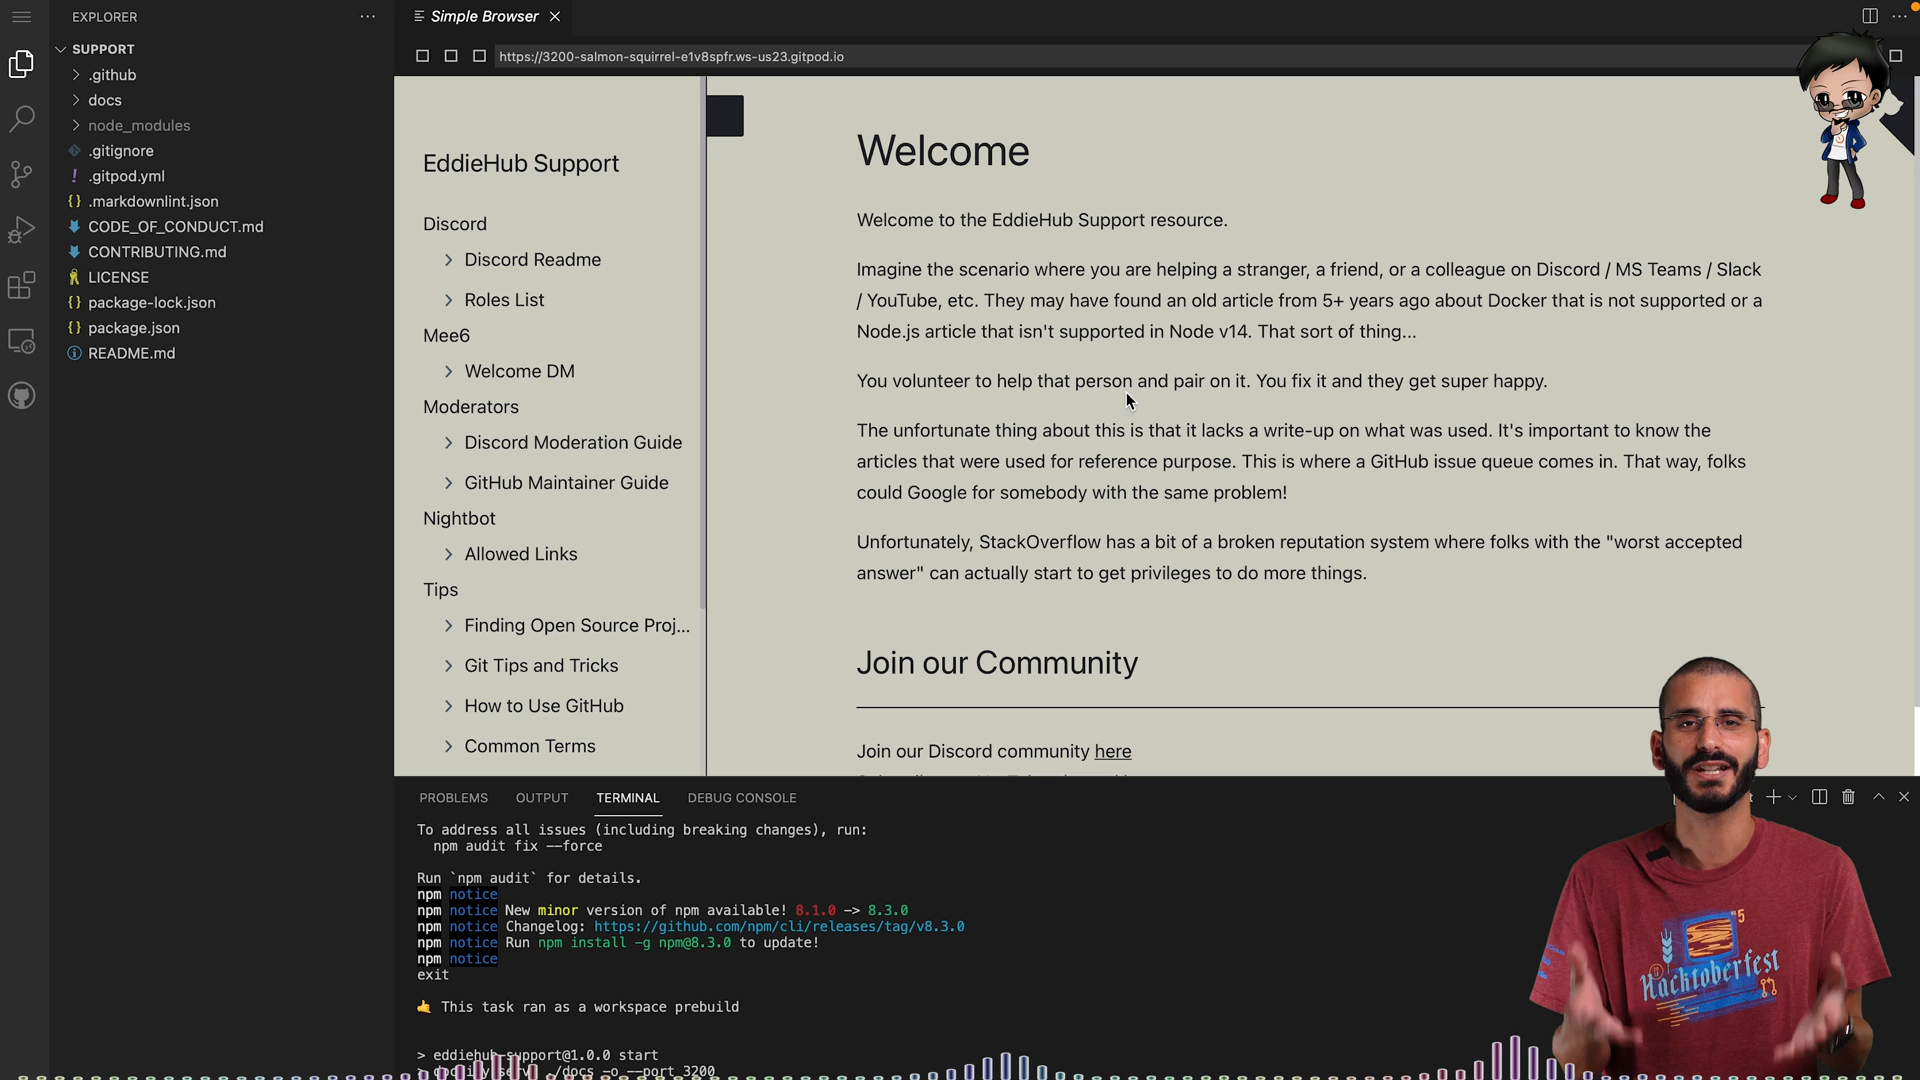 EXPLORER
SUPPORT
.github
docs
node_modules
.gitignore
.gitpod.yml
.markdownlint.json
CODE_OF_CONDUCT.md
CONTRIBUTING.md
LICENSE
package-lock.json
package.json
README.md
Simple Browser
https://3200-salmon-squirrel-e1v8spfr.ws-us23.gitpod.io
EddieHub Support
Discord
Discord Readme
Roles List
Mee6
Welcome DM
Moderators
Discord Moderation Guide
GitHub Maintainer Guide
Nightbot
Allowed Links
Tips
Finding Open Source Proj...
Git Tips and Tricks
How to Use GitHub
Common Terms
Welcome
Welcome to the EddieHub Support resource.
Imagine the scenario where you are helping a stranger, a friend, or a colleague on Discord / MS Teams / Slack
/ YouTube, etc. They may have found an old article from 5+ years ago about Docker that is not supported or a
Node.js article that isn't supported in Node v14. That sort of thing...
You volunteer to help that person and pair on it. You fix it and they get super happy.
The unfortunate thing about this is that it lacks a write-up on what was used. It's important to know the
articles that were used for reference purpose. This is where a GitHub issue queue comes in. That way, folks
could Google for somebody with the same problem!
Unfortunately, StackOverflow has a bit of a broken reputation system where folks with the "worst accepted
answer" can actually start to get privileges to do more things.
Join our Community
Join our Discord community here
PROBLEMS OUTPUT TERMINAL DEBUG CONSOLE
To address all issues (including breaking changes), run:
npm audit fix --force
Run `npm audit` for details.
npm notice
npm notice New minor version of npm available! 8.1.0 -> 8.3.0
npm notice Changelog: https://github.com/npm/cli/releases/tag/v8.3.0
npm notice Run npm install -g npm@8.3.0 to update!
npm notice
exit
🤙 This task ran as a workspace prebuild
> eddiehub-support@1.0.0 start
> docsify serve ./docs -o --port 3200
Hacktoberfest